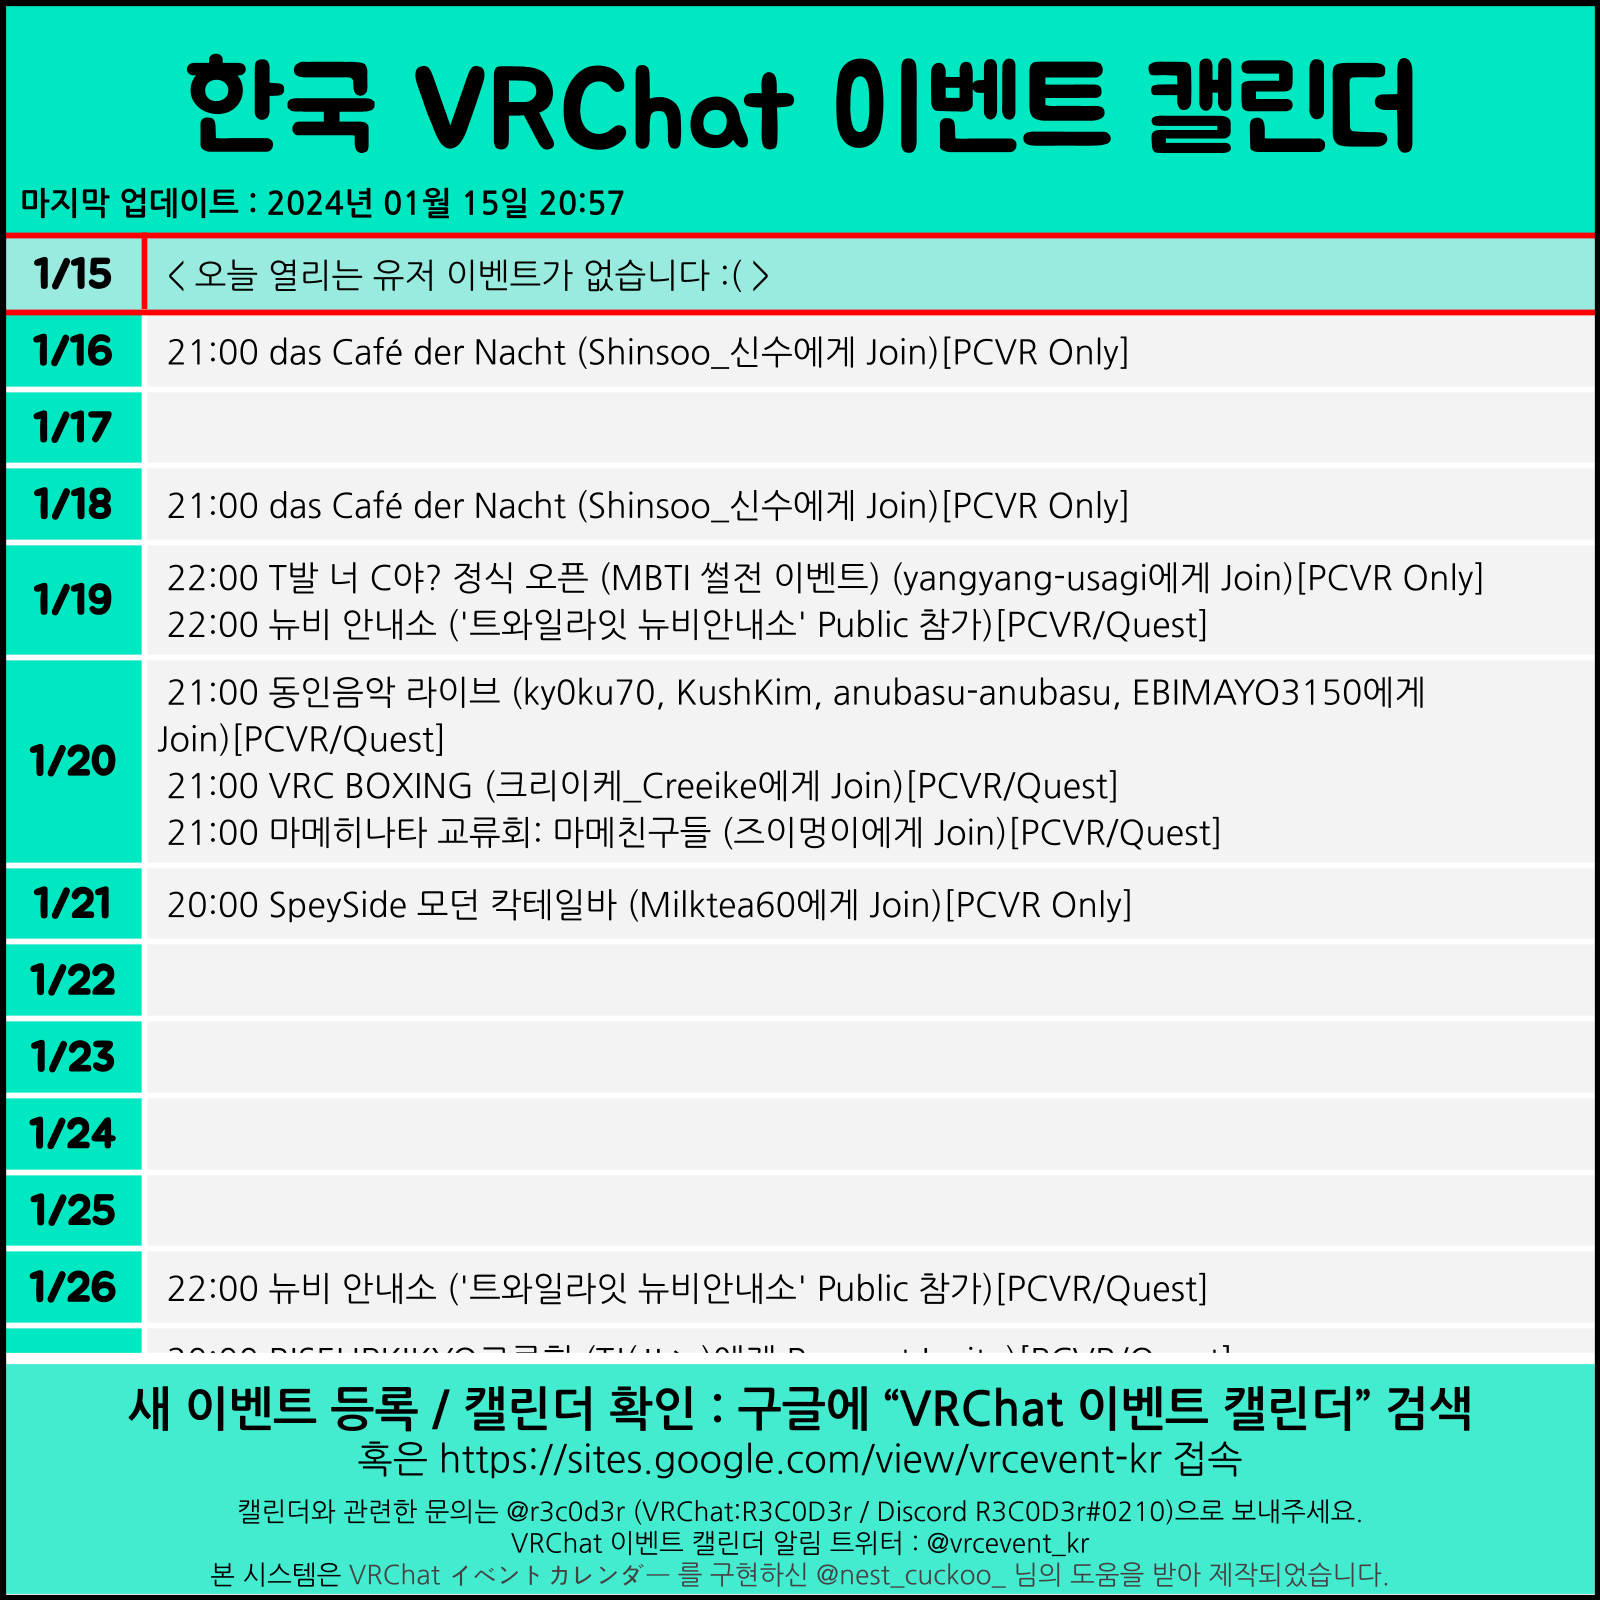 한국 VRChat 이벤트 캘린더
마지막 업데이트 : 2024년 01월 15일 20:57
1/15 < 오늘 열리는 유저 이벤트가 없습니다 :( >
1/16 21:00 das Café der Nacht (Shinsoo_신수에게 Join)[PCVR Only]
1/17
1/18 21:00 das Café der Nacht (Shinsoo_신수에게 Join)[PCVR Only]
1/19 22:00 T발 너 C야? 정식 오픈 (MBTI 썰전 이벤트) (yangyang-usagi에게 Join)[PCVR Only]
22:00 뉴비 안내소 ('트와일라잇 뉴비안내소' Public 참가)[PCVR/Quest]
1/20 21:00 동인음악 라이브 (ky0ku70, KushKim, anubasu-anubasu, EBIMAYO3150에게
Join)[PCVR/Quest]
21:00 VRC BOXING (크리이케_Creeike에게 Join)[PCVR/Quest]
21:00 마메히나타 교류회: 마메친구들 (즈이멍이에게 Join)[PCVR/Quest]
1/21 20:00 SpeySide 모던 칵테일바 (Milktea60에게 Join)[PCVR Only]
1/22
1/23
1/24
1/25
1/26 22:00 뉴비 안내소 ('트와일라잇 뉴비안내소' Public 참가)[PCVR/Quest]
새 이벤트 등록 / 캘린더 확인 : 구글에 “VRChat 이벤트 캘린더” 검색
혹은 https://sites.google.com/view/vrcevent-kr 접속
캘린더와 관련한 문의는 @r3c0d3r (VRChat:R3C0D3r / Discord R3C0D3r#0210)으로 보내주세요.
VRChat 이벤트 캘린더 알림 트위터 : @vrcevent_kr
본 시스템은 VRChat イベントカレンダー 를 구현하신 @nest_cuckoo_ 님의 도움을 받아 제작되었습니다.